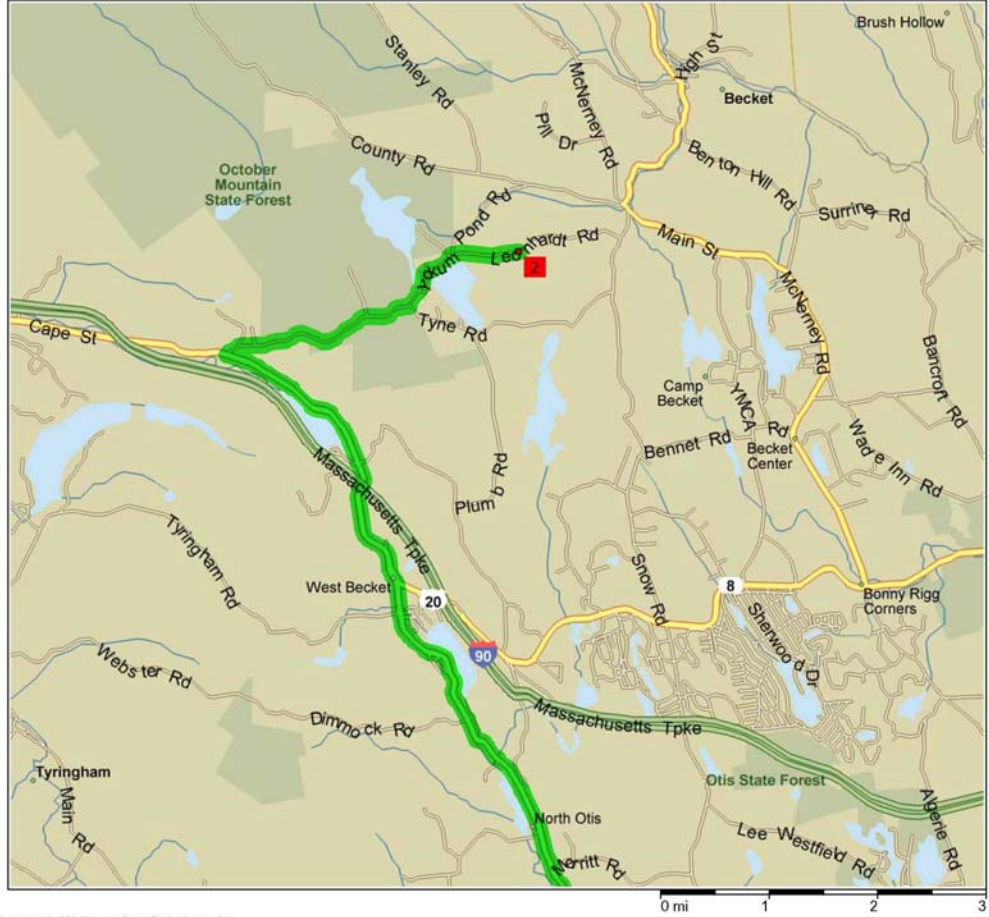 Brush Hollow
High St
Stanley Rd
McNerney Rd
Becket
Pill Dr
County Rd
Benton Hill Rd
October
Mountain
State Forest
Surriner Rd
Yokum Pond Rd
Leonhardt Rd
Main St
2
McNerney Rd
Cape St
Tyne Rd
Bancroft Rd
Camp
Becket
YMCA Rd
Bennet Rd
Becket
Center
Wade Inn Rd
Massachusetts Tpke
Plumb Rd
Tyringham Rd
Snow Rd
West Becket
20
8
Bonny Rigg
Corners
Sherwood Dr
90
Webster Rd
Dimmock Rd
Massachusetts Tpke
Tyringham
Otis State Forest
Main Rd
North Otis
Algerie Rd
Lee Westfield Rd
Merritt Rd
0 mi 1 2 3